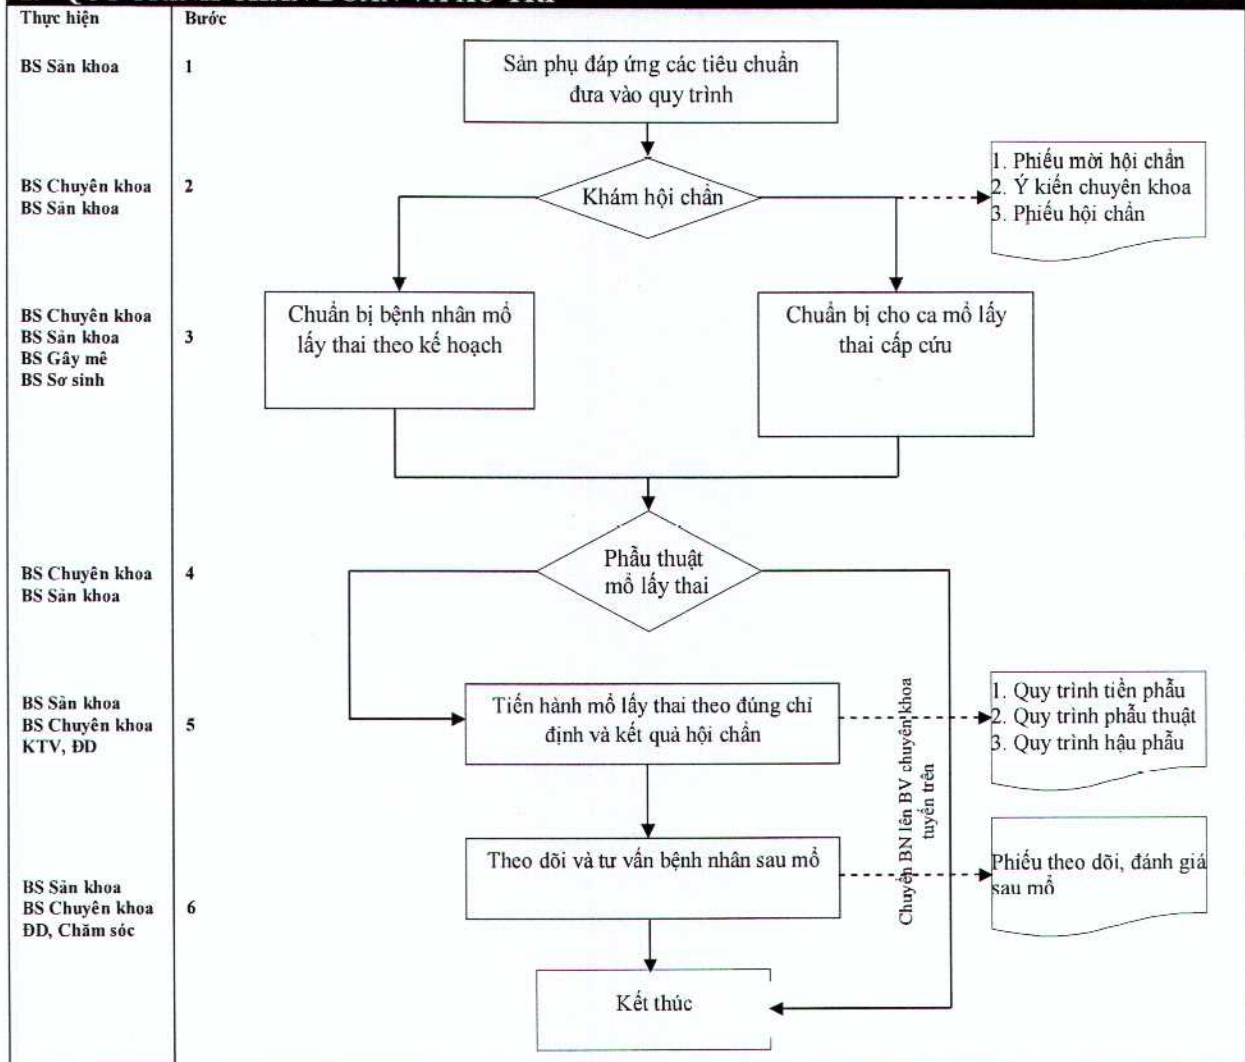 Thực hiện
Bước
BS Sản khoa
1
Sản phụ đáp ứng các tiêu chuẩn
đưa vào quy trình
BS Chuyên khoa
BS Sản khoa
2
Khám hội chẩn
1. Phiếu mời hội chẩn
2. Ý kiến chuyên khoa
3. Phiếu hội chẩn
BS Chuyên khoa
BS Sản khoa
BS Gây mê
BS Sơ sinh
3
Chuẩn bị bệnh nhân mổ
lấy thai theo kế hoạch
Chuẩn bị cho ca mổ lấy
thai cấp cứu
BS Chuyên khoa
BS Sản khoa
4
Phẫu thuật
mổ lấy thai
BS Sản khoa
BS Chuyên khoa
KTV, ĐD
5
Tiến hành mổ lấy thai theo đúng chỉ
định và kết quả hội chẩn
Chuyển BN lên BV chuyên khoa
tuyến trên
1. Quy trình tiền phẫu
2. Quy trình phẫu thuật
3. Quy trình hậu phẫu
BS Sản khoa
BS Chuyên khoa
ĐD, Chăm sóc
6
Theo dõi và tư vấn bệnh nhân sau mổ
Phiếu theo dõi, đánh giá
sau mổ
Kết thúc